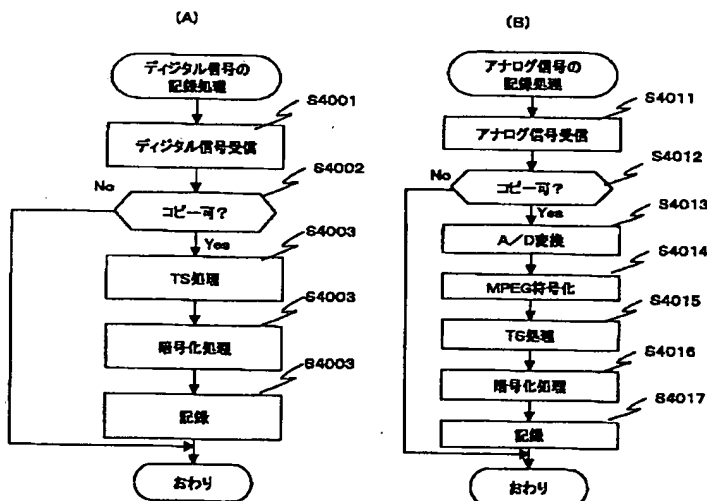 (A)
ディジタル信号の
記録処理
S4001
ディジタル信号受信
S4002
No
コピー可?
Yes
S4003
TS処理
S4003
暗号化処理
S4003
記録
おわり
(B)
アナログ信号の
記録処理
S4011
アナログ信号受信
S4012
No
コピー可?
Yes
S4013
A/D変換
S4014
MPEG符号化
S4015
TS処理
S4016
暗号化処理
S4017
記録
おわり